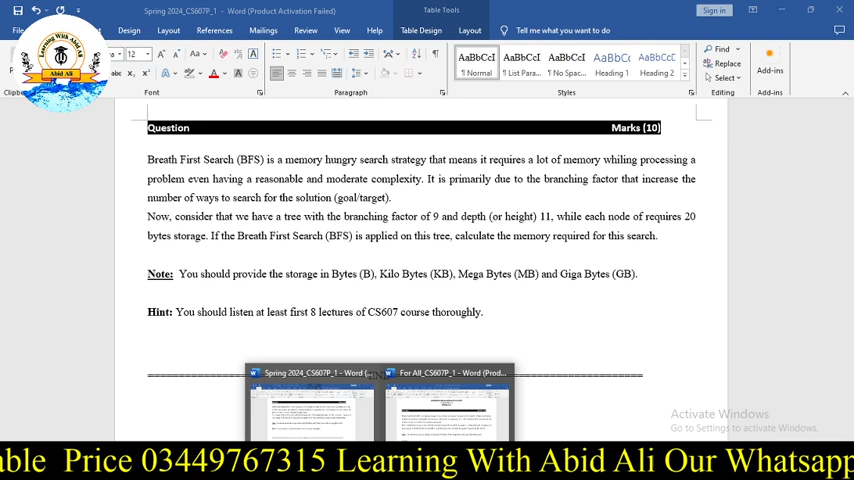 Spring 2024_CS607P_1 - Word (Product Activation Failed)
Table Tools
Sign in
Design Layout References Mailings Review View Help Table Design Layout Tell me what you want to do
12
Aa
Find
Replace
Select
AaBbCcI AaBbCcI AaBbCcI AaBbCc AaBbCcI
¶ Normal ¶ List Para... ¶ No Spac... Heading 1 Heading 2
Add-ins
Font Paragraph Styles Editing Add-ins
Learning With Abid Ali
Abid Ali
Question Marks (10)
Breath First Search (BFS) is a memory hungry search strategy that means it requires a lot of memory whiling processing a
problem even having a reasonable and moderate complexity. It is primarily due to the branching factor that increase the
number of ways to search for the solution (goal/target).
Now, consider that we have a tree with the branching factor of 9 and depth (or height) 11, while each node of requires 20
bytes storage. If the Breath First Search (BFS) is applied on this tree, calculate the memory required for this search.
Note: You should provide the storage in Bytes (B), Kilo Bytes (KB), Mega Bytes (MB) and Giga Bytes (GB).
Hint: You should listen at least first 8 lectures of CS607 course thoroughly.
Spring 2024_CS607P_1 - Word (... For All_CS607P_1 - Word (Prod...
Activate Windows
Go to Settings to activate Windows.
able Price 03449767315 Learning With Abid Ali Our Whatsapp